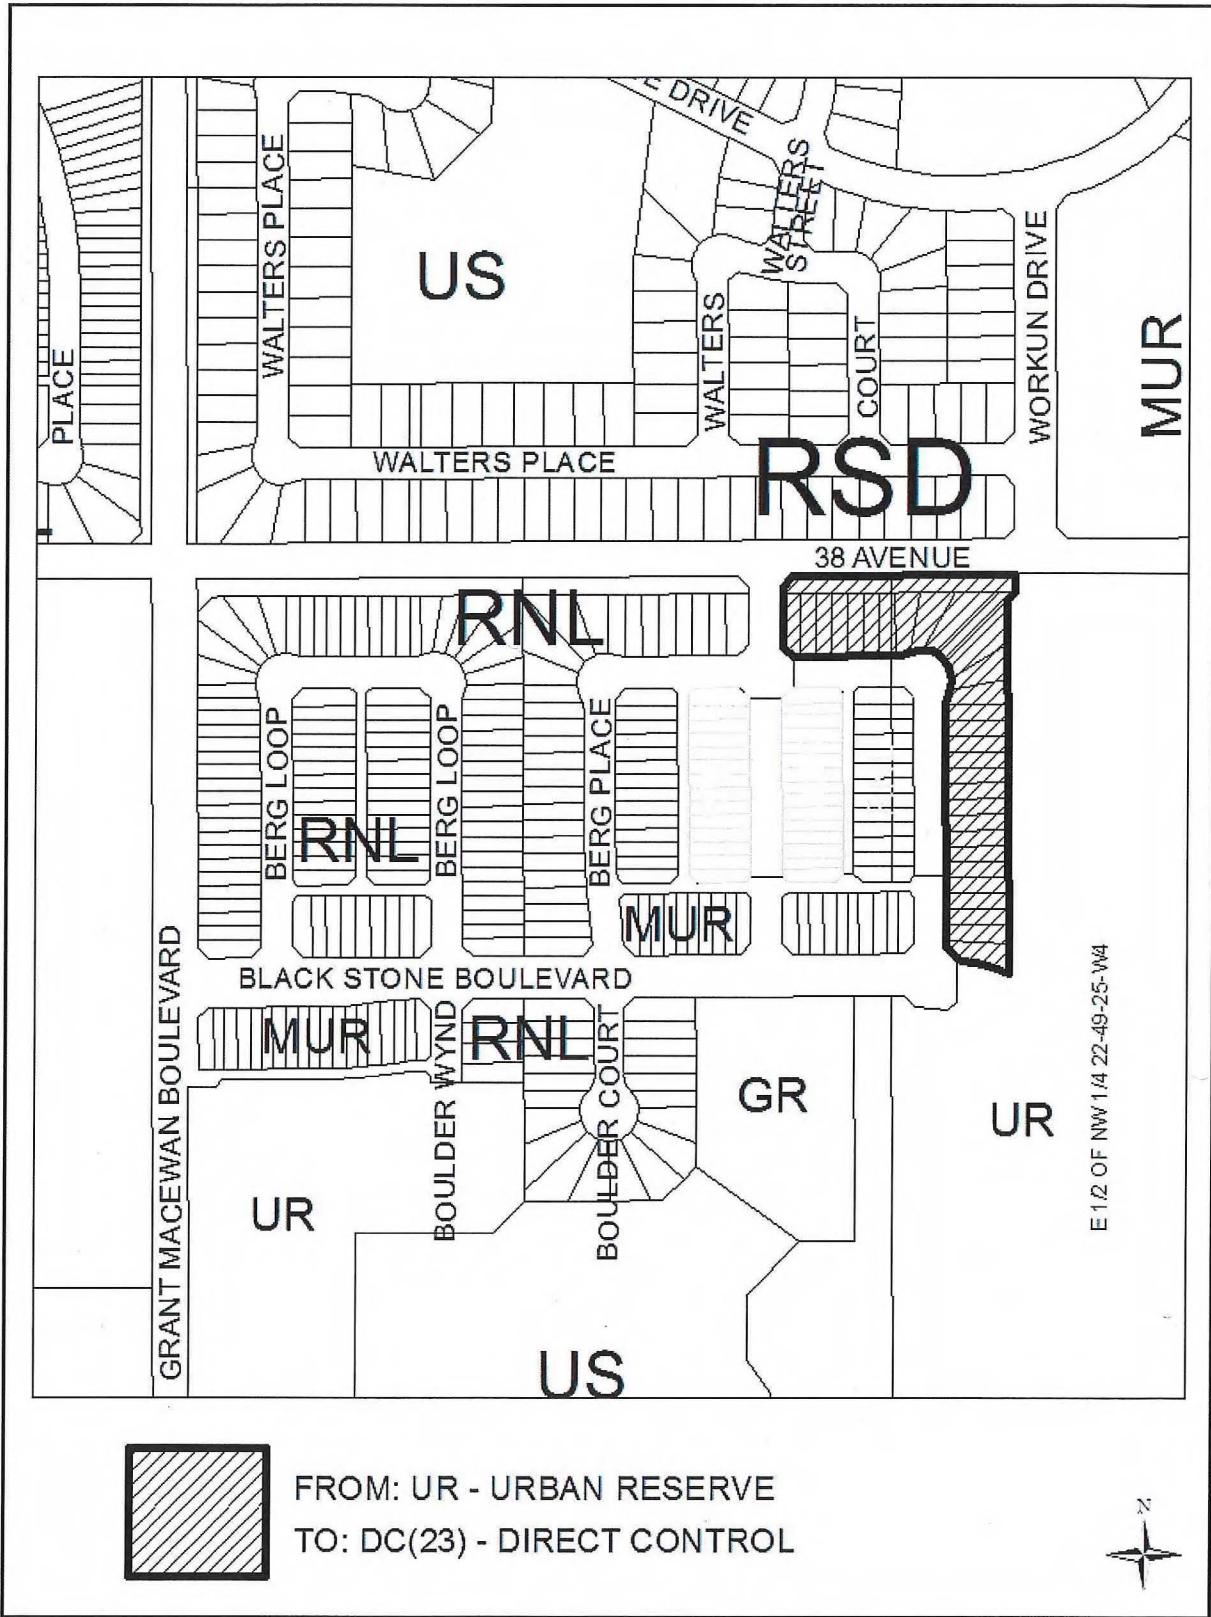 E DRIVE
WALTERS PLACE
WALTERS
STREET
US
PLACE
WALTERS
COURT
WORKUN DRIVE
MUR
WALTERS PLACE
RSD
38 AVENUE
RNL
BERG LOOP
BERG LOOP
BERG PLACE
RNL
MUR
BLACK STONE BOULEVARD
GRANT MACEWAN BOULEVARD
MUR
RNL
BOULDER WYND
BOULDER COURT
GR
UR
E 1/2 OF NW 1/4 22-49-25-W4
UR
US
FROM: UR - URBAN RESERVE
TO: DC(23) - DIRECT CONTROL
N